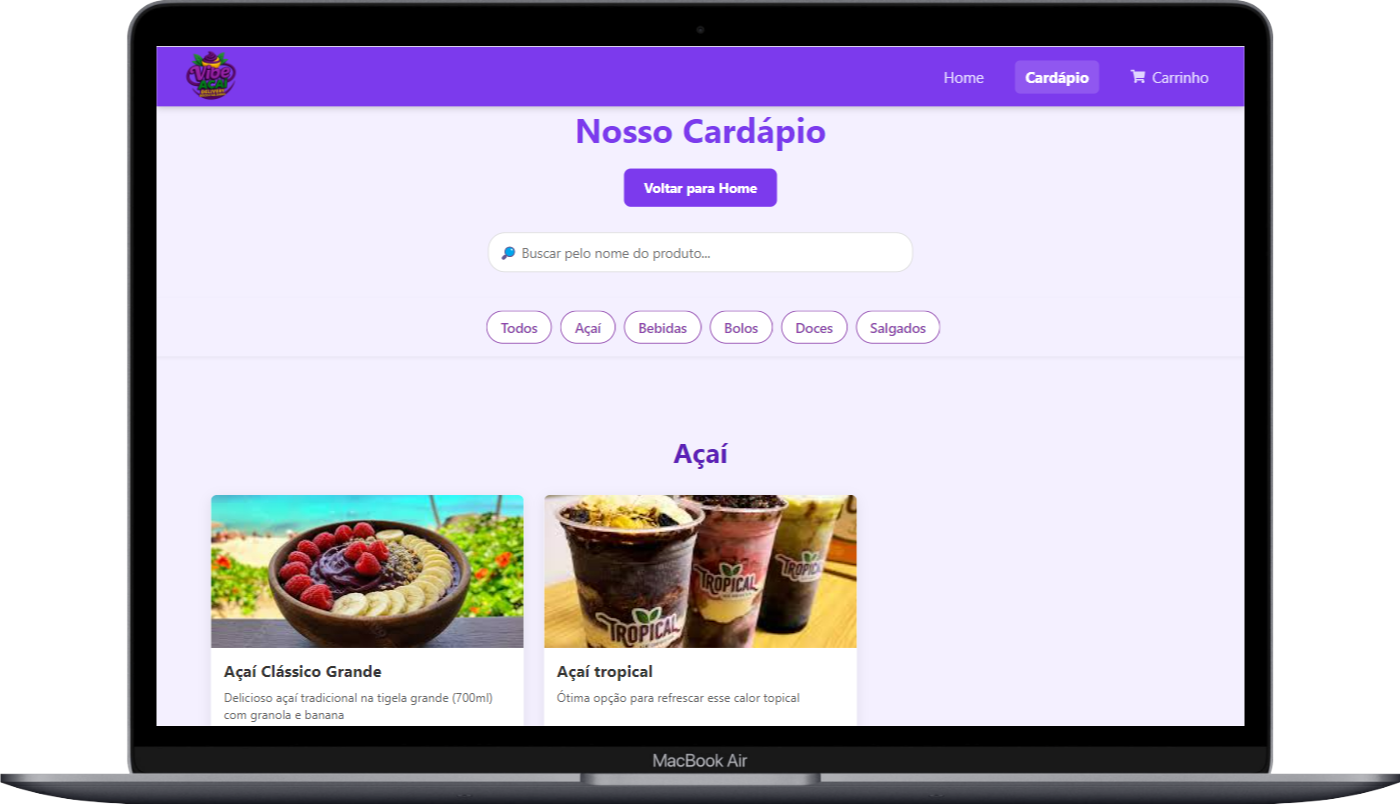 Vibe
AÇAÍ
DELIVERY
Home
Cardápio
Carrinho
Nosso Cardápio
Voltar para Home
Buscar pelo nome do produto...
Todos
Açaí
Bebidas
Bolos
Doces
Salgados
Açaí
TROPICAL
TROPICAL
TROPICAL
Açaí Clássico Grande
Delicioso açaí tradicional na tigela grande (700ml)
com granola e banana
Açaí tropical
Ótima opção para refrescar esse calor topical
MacBook Air